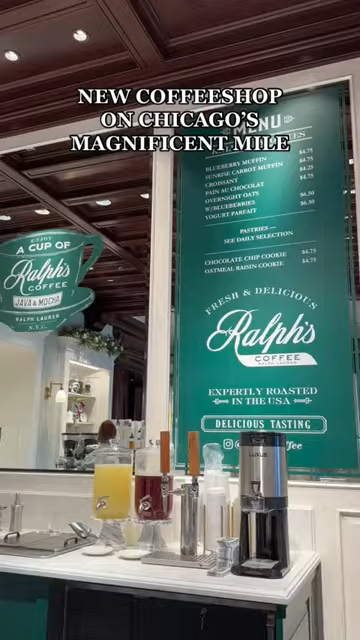 NEW COFFEESHOP
ON CHICAGO'S
MAGNIFICENT MILE
MENU
BLUEBERRY MUFFIN $4.75
SUNRISE CARROT MUFFIN $4.25
CROISSANT $4.75
PAIN AU CHOCOLAT
OVERNIGHT OATS $6.50
W/BLUEBERRIES $6.50
YOGURT PARFAIT
PASTRIES—
SEE DAILY SELECTION
CHOCOLATE CHIP COOKIE $4.75
OATMEAL RAISIN COOKIE $4.75
FRESH & DELICIOUS
Ralph's
COFFEE
RALPH LAUREN
EXPERTLY ROASTED
IN THE USA
DELICIOUS TASTING
ENJOY
A CUP OF
Ralph's
COFFEE
JAVA & MOCHA
RALPH LAUREN
N.Y.C.
LUXUS